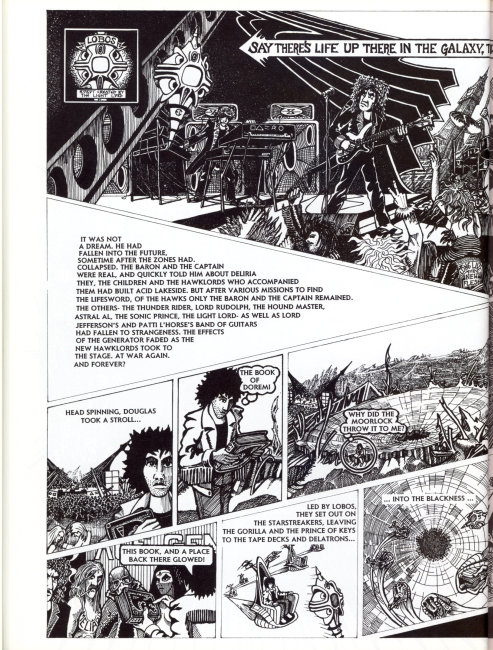 LOBOS
STRIP CREATED BY
THE LIGHT LORD
SAY THERE'S LIFE UP THERE IN THE GALAXY,
IT WAS NOT
A DREAM. HE HAD
FALLEN INTO THE FUTURE,
SOMETIME AFTER THE ZONES HAD.
COLLAPSED. THE BARON AND THE CAPTAIN
WERE REAL, AND QUICKLY TOLD HIM ABOUT DELIRIA
THEY, THE CHILDREN AND THE HAWKLORDS WHO ACCOMPANIED
THEM HAD BUILT ACID LAKESIDE. BUT AFTER VARIOUS MISSIONS TO FIND
THE LIFESWORD, OF THE HAWKS ONLY THE BARON AND THE CAPTAIN REMAINED.
THE OTHERS- THE THUNDER RIDER, LORD RUDOLPH, THE HOUND MASTER,
ASTRAL AL, THE SONIC PRINCE, THE LIGHT LORD- AS WELL AS LORD
JEFFERSON'S AND PATTI L'HORSE'S BAND OF GUITARS
HAD FALLEN TO STRANGENESS. THE EFFECTS
OF THE GENERATOR FADED AS THE
NEW HAWKLORDS TOOK TO
THE STAGE. AT WAR AGAIN.
AND FOREVER?
HEAD SPINNING, DOUGLAS
TOOK A STROLL...
THE BOOK
OF
DOREMI!
WHY DID THE
MOORLOCK
THROW IT TO ME?
THIS BOOK, AND A PLACE
BACK THERE GLOWED!
LED BY LOBOS,
THEY SET OUT ON
THE STARSTREAKERS, LEAVING
THE GORILLA AND THE PRINCE OF KEYS
TO THE TAPE DECKS AND DELATRONS...
... INTO THE BLACKNESS ...